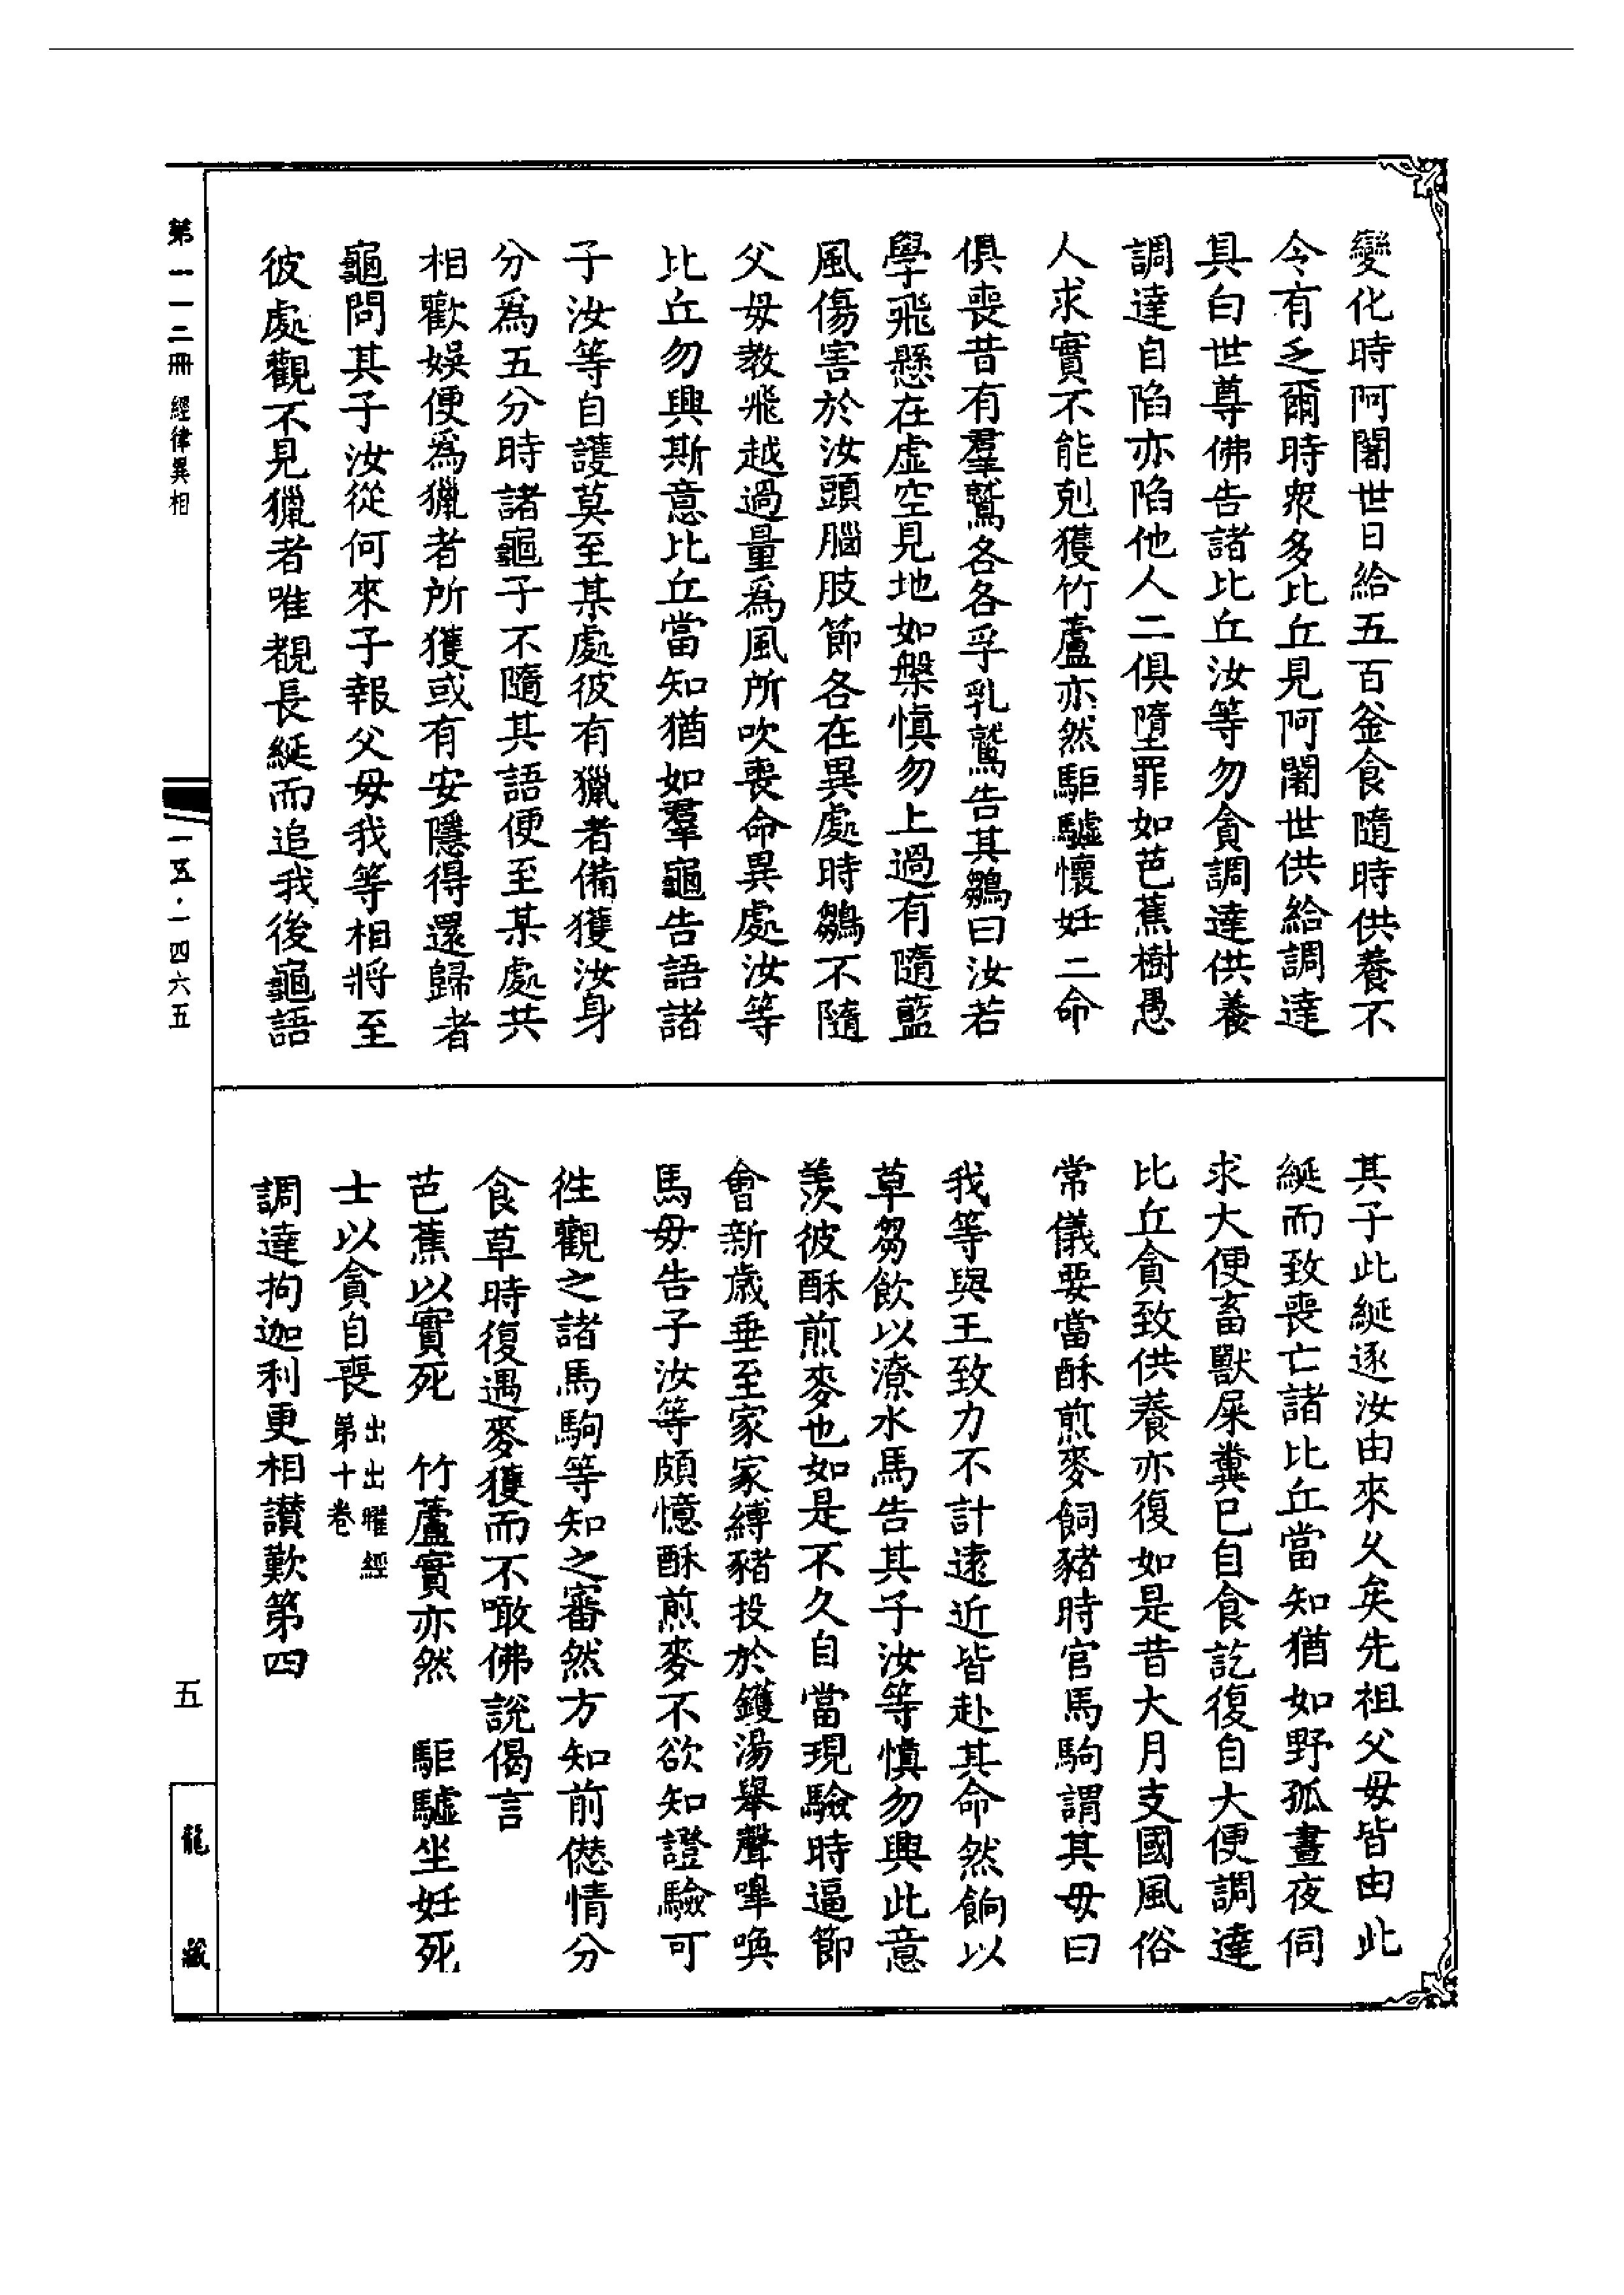 變化時阿闍世日給五百釜食隨時供養不
令有乏爾時衆多比丘見阿闍世供給調達
具白世尊佛告諸比丘汝等勿貪調達供養
調達自陷亦陷他人二俱墮罪如芭蕉樹愚
人求實不能剋獲竹蘆亦然駏驉懷妊二命
俱喪昔有羣鷲各各孚乳鷲告其鶵曰汝若
學飛懸在虛空見地如槃慎勿上過有隨藍
風傷害於汝頭腦肢節各在異處時鶵不隨
父母教飛越過量爲風所吹喪命異處汝等
比丘勿興斯意比丘當知猶如羣龜告語諸
子汝等自護莫至某處彼有獵者備獲汝身
分爲五分時諸龜子不隨其語便至某處共
相歡娛便爲獵者所獲或有安隱得還歸者
龜問其子汝從何來子報父母我等相將至
彼處觀不見獵者唯覩長綖而追我後龜語
其子此綖逐汝由來久矣先祖父母皆由此
綖而致喪亡諸比丘當知猶如野狐晝夜伺
求大便畜獸屎糞已自食訖復自大便調達
比丘貪致供養亦復如是昔大月支國風俗
常儀要當酥煎麥飼豬時官馬駒謂其母曰
我等與王致力不計遠近皆赴其命然餉以
草芻飲以潦水馬告其子汝等慎勿興此意
羨彼酥煎麥也如是不久自當現驗時逼節
會新歲垂至家家縛豬投於鑊湯舉聲嘷喚
馬母告子汝等頗憶酥煎麥不欲知證驗可
徃觀之諸馬駒等知之審然方知前愆情分
食草時復遇麥獲而不噉佛説偈言
芭蕉以實死　竹蘆實亦然　駏驉坐妊死
士以貪自喪出出曜經第十卷
調達拘迦利更相讃歎第四
第一一二冊 經律異相
一五·一四六五
五
龍藏